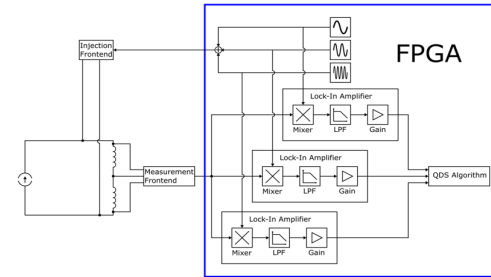 FPGA
Injection
Frontend
Lock-In Amplifier
Mixer
LPF
Gain
Lock-In Amplifier
Mixer
LPF
Gain
Measurement
Frontend
QDS Algorithm
Lock-In Amplifier
Mixer
LPF
Gain